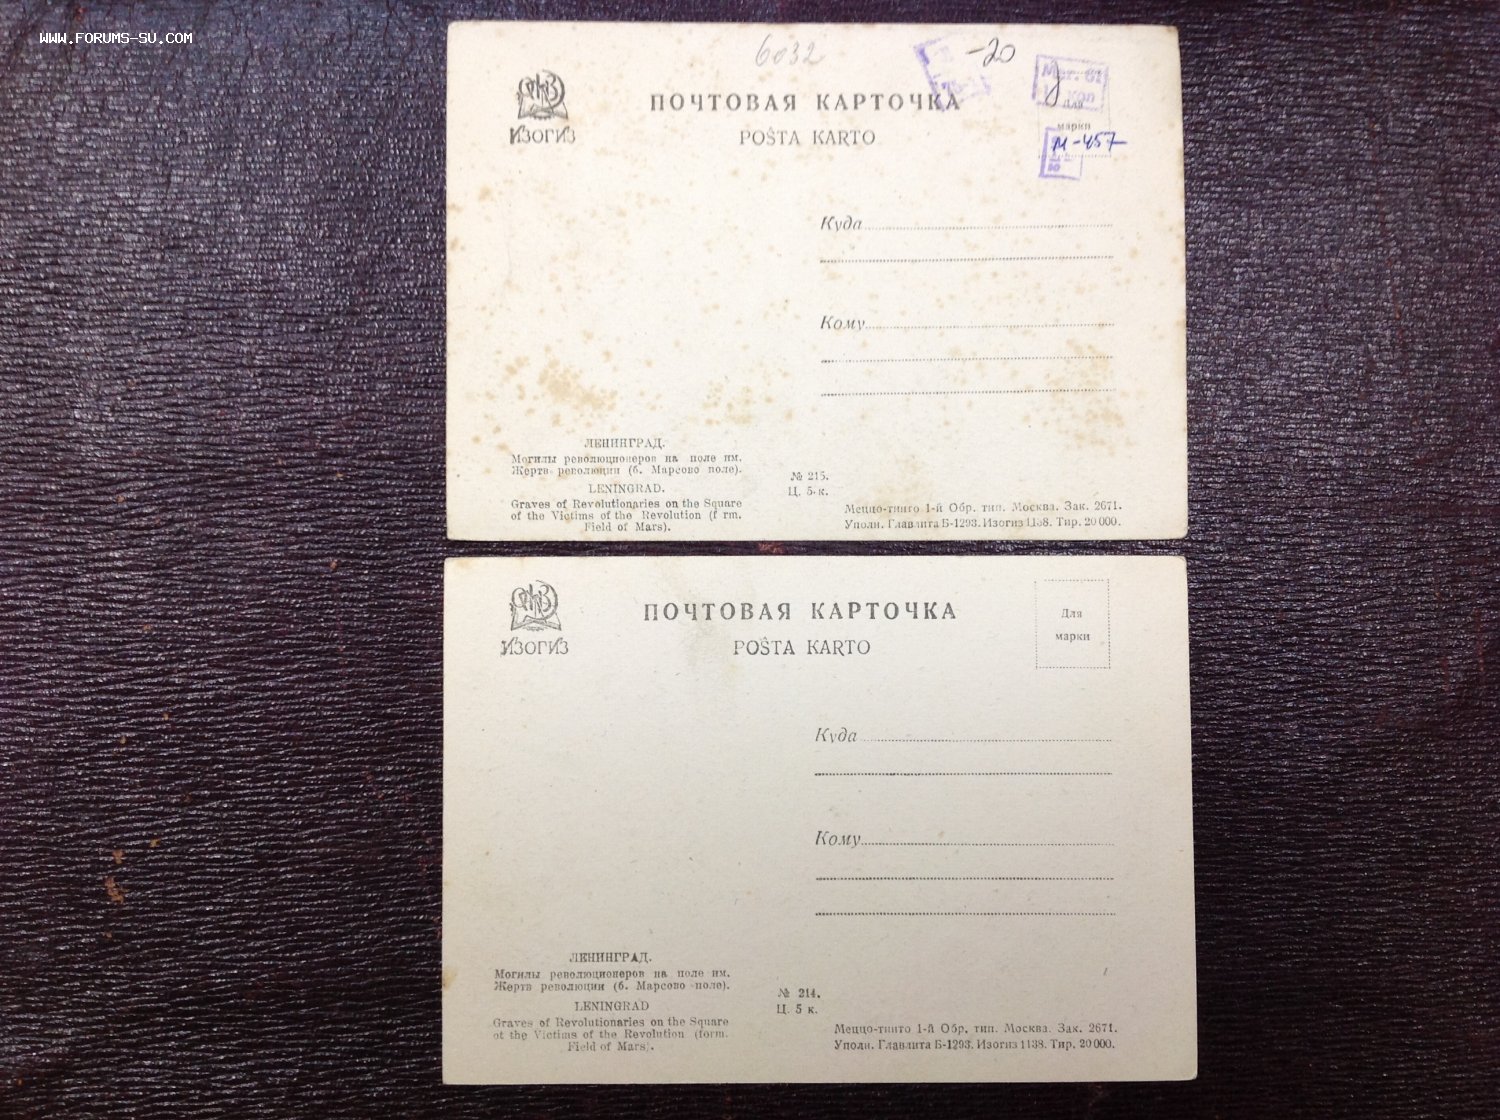 WWW.FORUMS-SU.COM
6032
-20
ИЗОГИЗ
ПОЧТОВАЯ КАРТОЧКА
POŜTA KARTO
Маг. 61
коп
Для
марки
М-457
Куда
Кому
ЛЕНИНГРАД.
Могилы революционеров на поле им.
Жертв революции (б. Марсово поле).
LENINGRAD.
Graves of Revolutionaries on the Square
of the Victims of the Revolution (f rm.
Field of Mars).
№ 215.
Ц. 5 к.
Меццо-тинто 1-й Обр. тип. Москва. Зак. 2671.
Уполн. Главлита Б-1293. Изогиз 1138. Тир. 20 000.
ИЗОГИЗ
ПОЧТОВАЯ КАРТОЧКА
POŜTA KARTO
Для
марки
Куда
Кому
ЛЕНИНГРАД.
Могилы революционеров на поле им.
Жертв революции (б. Марсово поле).
LENINGRAD
Graves of Revolutionaries on the Square
of the Victims of the Revolution (form.
Field of Mars).
№ 214.
Ц. 5 к.
Меццо-тинто 1-й Обр. тип. Москва. Зак. 2671.
Уполн. Главлита Б-1293. Изогиз 1138. Тир. 20 000.